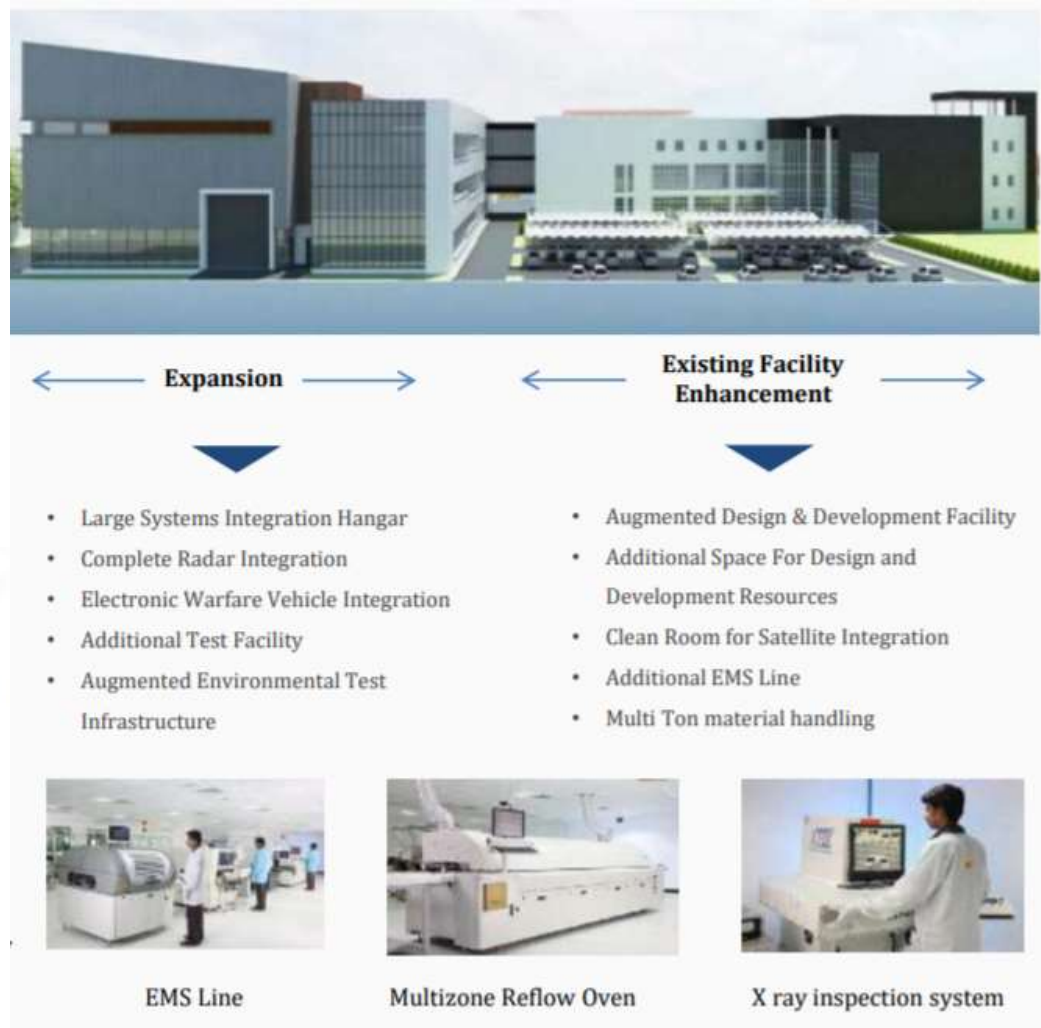 Expansion
Existing Facility
Enhancement
• Large Systems Integration Hangar
• Complete Radar Integration
• Electronic Warfare Vehicle Integration
• Additional Test Facility
• Augmented Environmental Test
Infrastructure
• Augmented Design & Development Facility
• Additional Space For Design and
Development Resources
• Clean Room for Satellite Integration
• Additional EMS Line
• Multi Ton material handling
EMS Line
Multizone Reflow Oven
X ray inspection system